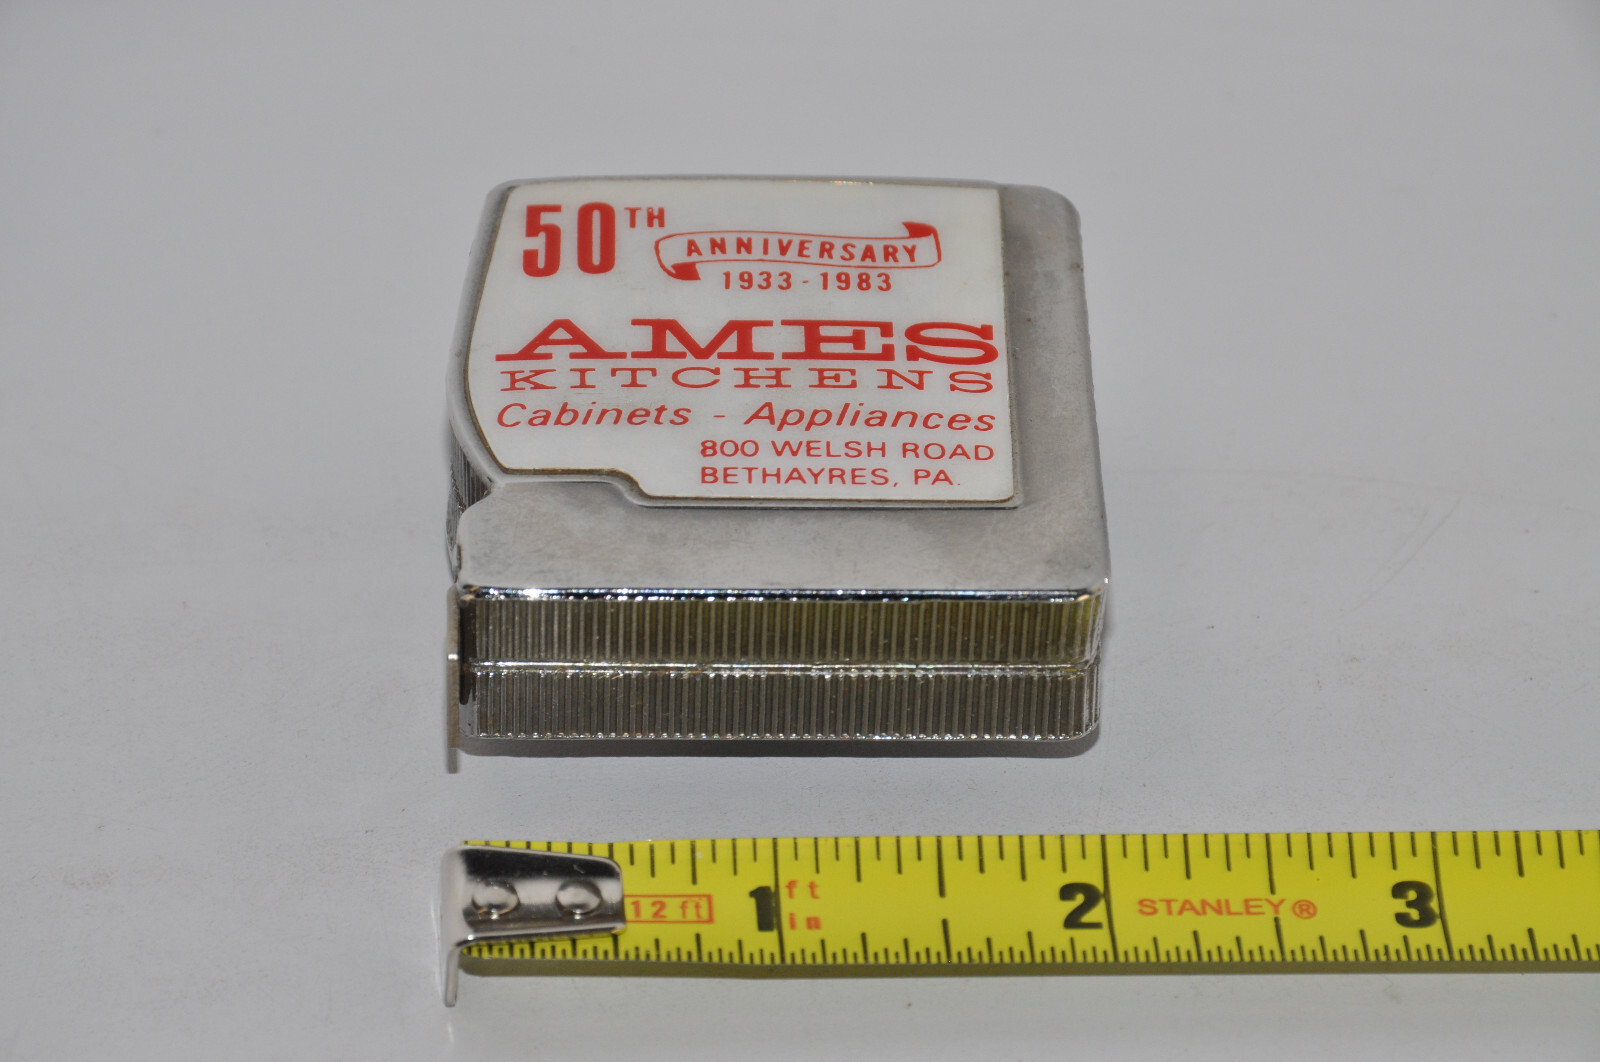 50TH
ANNIVERSARY
1933-1983
AMES
KITCHENS
Cabinets - Appliances
800 WELSH ROAD
BETHAYRES, PA.
12 ft
1 ft
in
2
STANLEY®
3